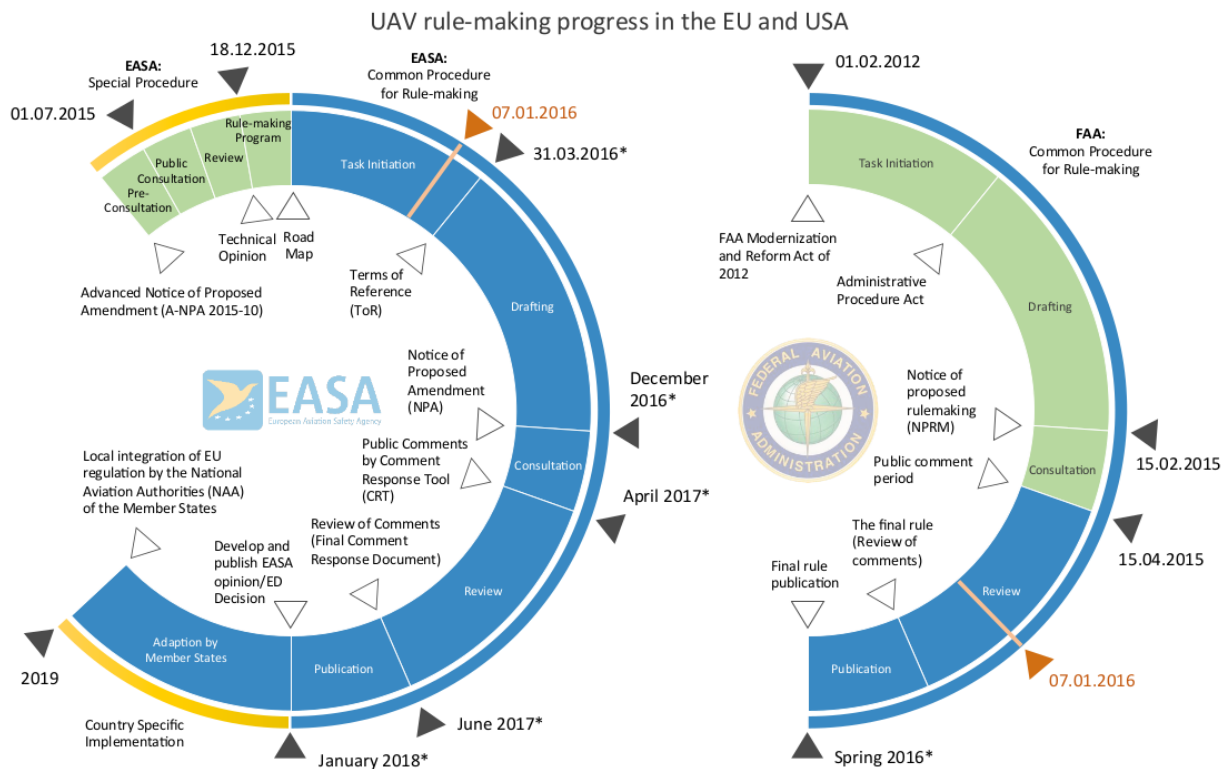 UAV rule-making progress in the EU and USA
EASA:
Special Procedure
18.12.2015
01.07.2015
EASA:
Common Procedure
for Rule-making
07.01.2016
31.03.2016*
Rule-making
Program
Review
Public
Consultation
Pre-
Consultation
Task Initiation
Technical
Opinion
Road
Map
Advanced Notice of Proposed
Amendment (A-NPA 2015-10)
Terms of
Reference
(ToR)
Drafting
EASA
European Aviation Safety Agency
Notice of
Proposed
Amendment
(NPA)
December
2016*
Public Comments
by Comment
Response Tool
(CRT)
Consultation
April 2017*
Local integration of EU
regulation by the National
Aviation Authorities (NAA)
of the Member States
Develop and
publish EASA
opinion/ED
Decision
Review of Comments
(Final Comment
Response Document)
Review
Adaption by
Member States
Publication
2019
Country Specific
Implementation
June 2017*
January 2018*
01.02.2012
FAA:
Common Procedure
for Rule-making
Task Initiation
FAA Modernization
and Reform Act of
2012
Administrative
Procedure Act
Drafting
FEDERAL AVIATION
ADMINISTRATION
Notice of
proposed
rulemaking
(NPRM)
15.02.2015
Public comment
period
Consultation
15.04.2015
The final rule
(Review of
comments)
Final rule
publication
Review
Publication
07.01.2016
Spring 2016*